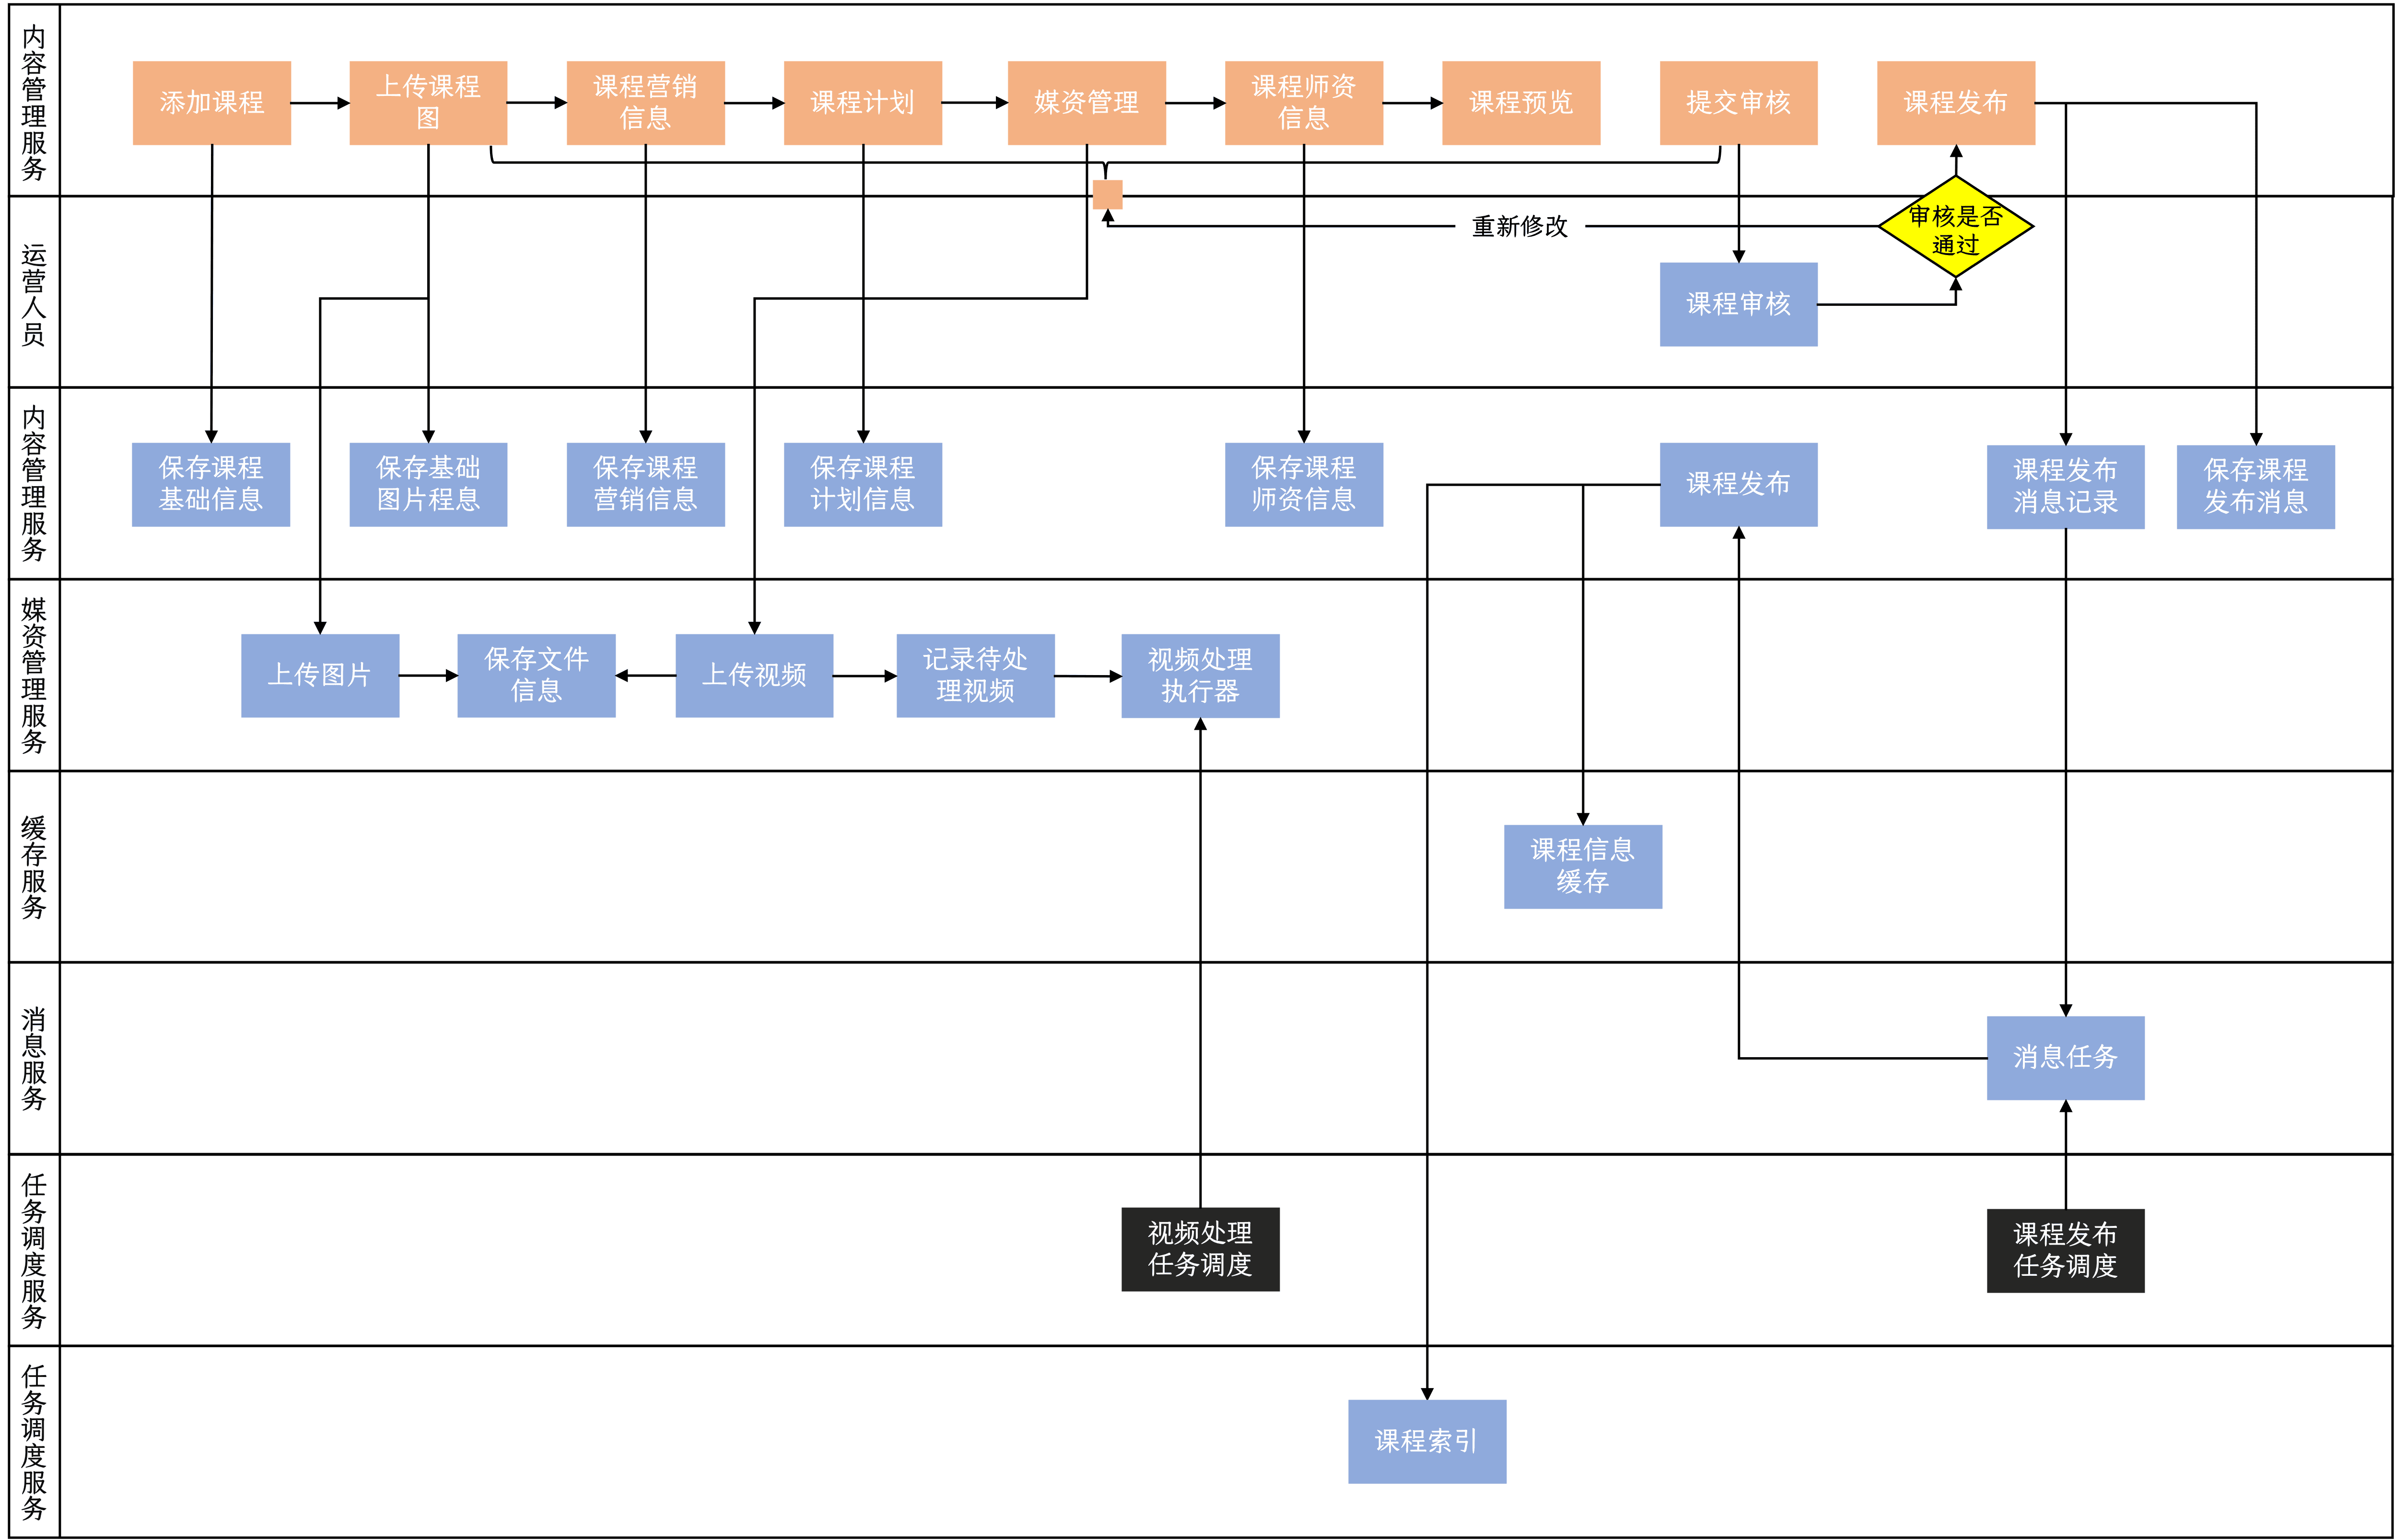 内容管理服务
添加课程
上传课程
图
课程营销
信息
课程计划
媒资管理
课程师资
信息
课程预览
提交审核
课程发布
运营人员
重新修改
审核是否
通过
课程审核
内容管理服务
保存课程
基础信息
保存基础
图片程息
保存课程
营销信息
保存课程
计划信息
保存课程
师资信息
课程发布
课程发布
消息记录
保存课程
发布消息
媒资管理服务
上传图片
保存文件
信息
上传视频
记录待处
理视频
视频处理
执行器
缓存服务
课程信息
缓存
消息服务
消息任务
任务调度服务
视频处理
任务调度
课程发布
任务调度
任务调度服务
课程索引